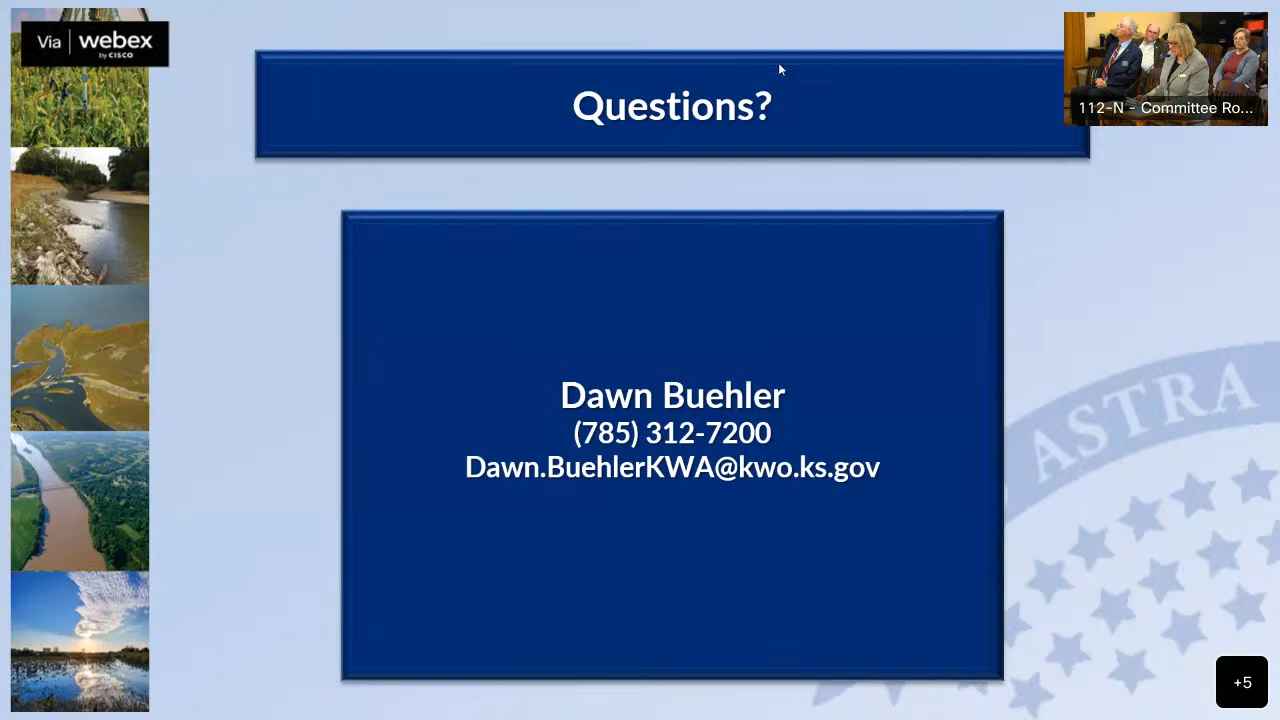 Via webex
by CISCO
Questions?
112-N - Committee Ro...
Dawn Buehler
(785) 312-7200
Dawn.BuehlerKWA@kwo.ks.gov
ASTRA
+5